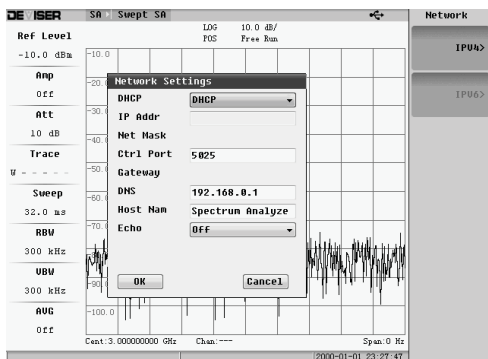 DEVISER SA Swept SA Network
LOG 10.0 dB/
POS Free Run
Ref Level
-10.0 dBm
Amp
Off
Att
10 dB
Trace
W - - - - -
Sweep
32.0 ms
RBW
300 kHz
VBW
300 kHz
AVG
Off
-10.0
-20.
-30.
-40.
-50.
-60.
-70.
-90.
-100.0
Network Settings
DHCP DHCP
IP Addr
Net Mask
Ctrl Port 5025
Gateway
DNS 192.168.0.1
Host Nam Spectrum Analyze
Echo Off
OK Cancel
IPV4>
IPV6>
Cent:3.000000000 GHz Chan:--- Span:0 Hz
2000-01-01 23:27:47